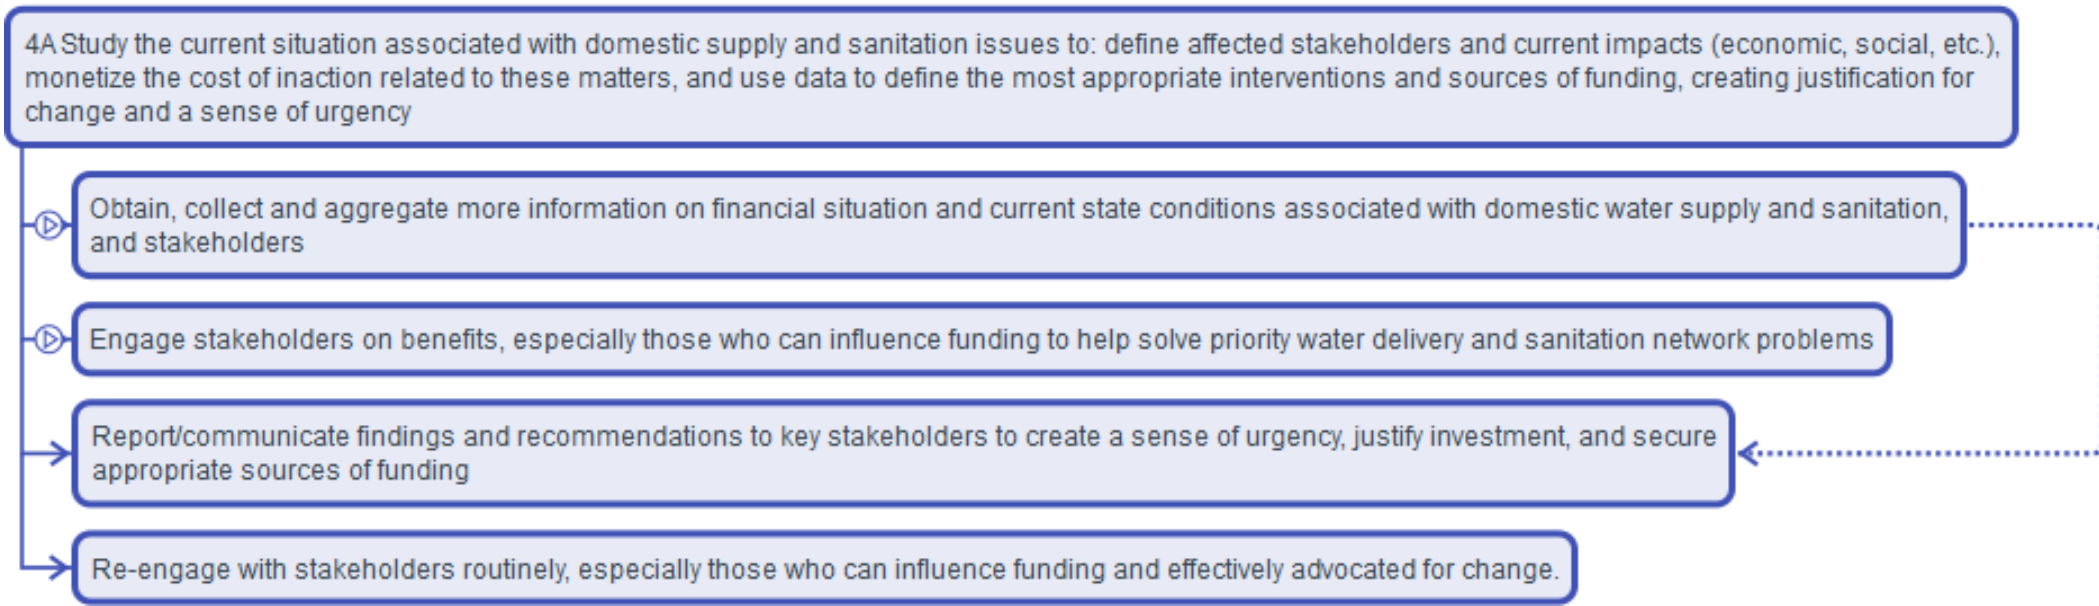 4A Study the current situation associated with domestic supply and sanitation issues to: define affected stakeholders and current impacts (economic, social, etc.),
monetize the cost of inaction related to these matters, and use data to define the most appropriate interventions and sources of funding, creating justification for
change and a sense of urgency
Obtain, collect and aggregate more information on financial situation and current state conditions associated with domestic water supply and sanitation,
and stakeholders
Engage stakeholders on benefits, especially those who can influence funding to help solve priority water delivery and sanitation network problems
Report/communicate findings and recommendations to key stakeholders to create a sense of urgency, justify investment, and secure
appropriate sources of funding
Re-engage with stakeholders routinely, especially those who can influence funding and effectively advocated for change.